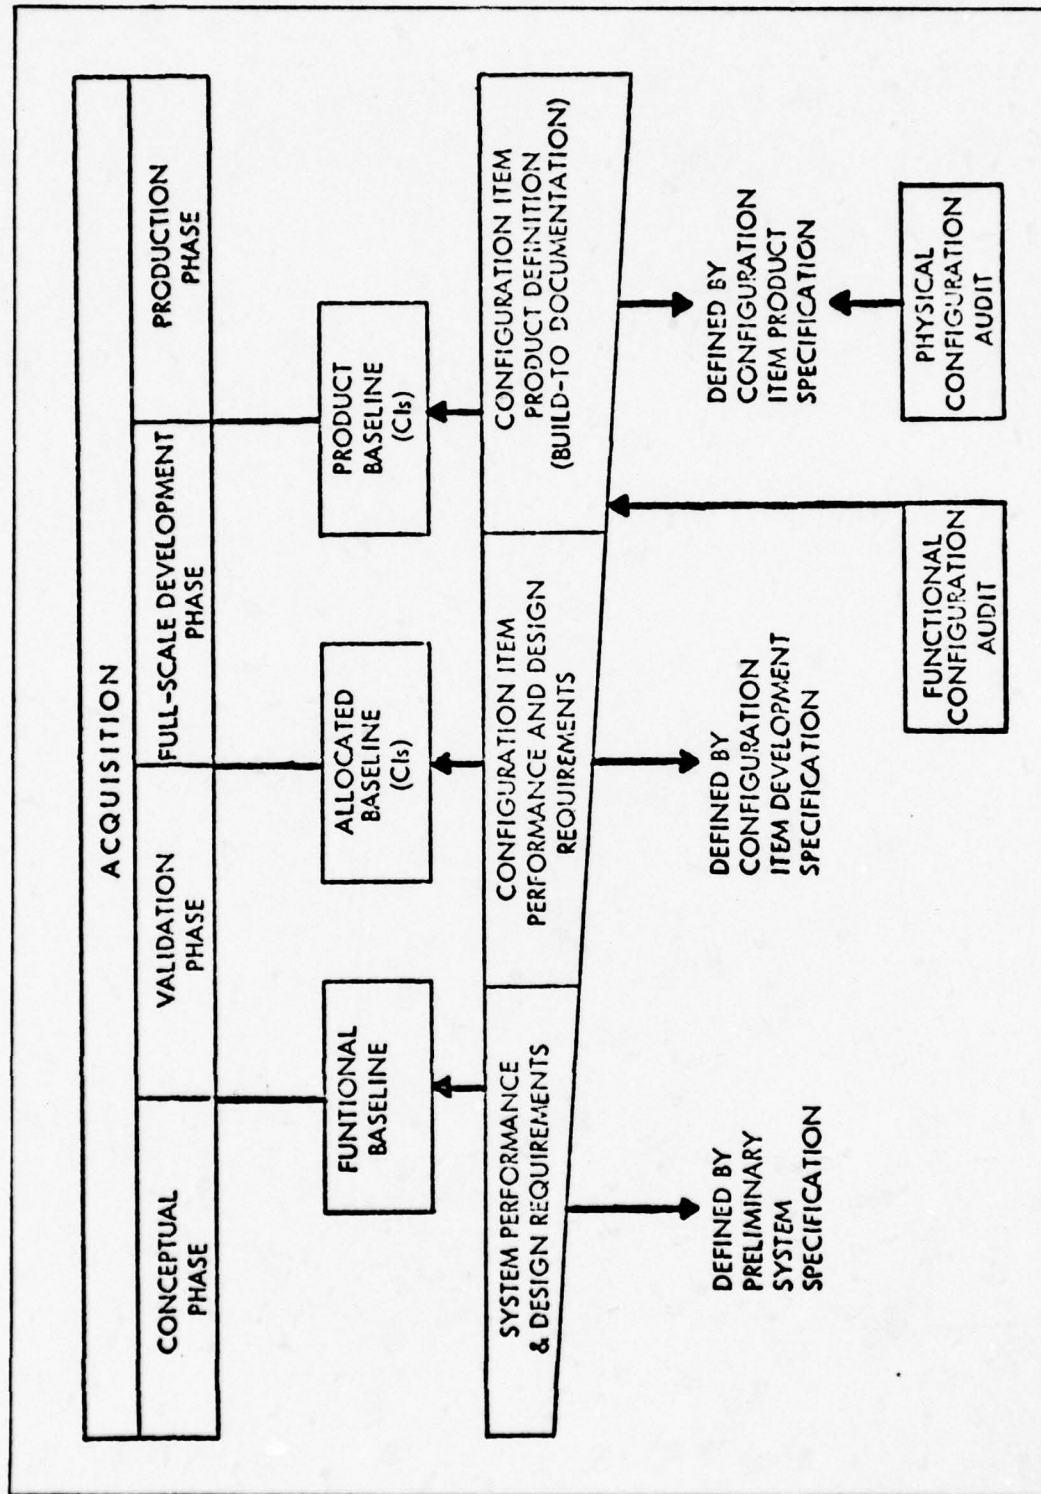 ACQUISITION
CONCEPTUAL
PHASE
VALIDATION
PHASE
FULL-SCALE DEVELOPMENT
PHASE
PRODUCTION
PHASE
FUNTIONAL
BASELINE
ALLOCATED
BASELINE
(CIs)
PRODUCT
BASELINE
(CIs)
SYSTEM PERFORMANCE
& DESIGN REQUIREMENTS
CONFIGURATION ITEM
PERFORMANCE AND DESIGN
REQUIREMENTS
CONFIGURATION ITEM
PRODUCT DEFINITION
(BUILD-TO DOCUMENTATION)
DEFINED BY
PRELIMINARY
SYSTEM
SPECIFICATION
DEFINED BY
CONFIGURATION
ITEM DEVELOPMENT
SPECIFICATION
DEFINED BY
CONFIGURATION
ITEM PRODUCT
SPECIFICATION
FUNCTIONAL
CONFIGURATION
AUDIT
PHYSICAL
CONFIGURATION
AUDIT